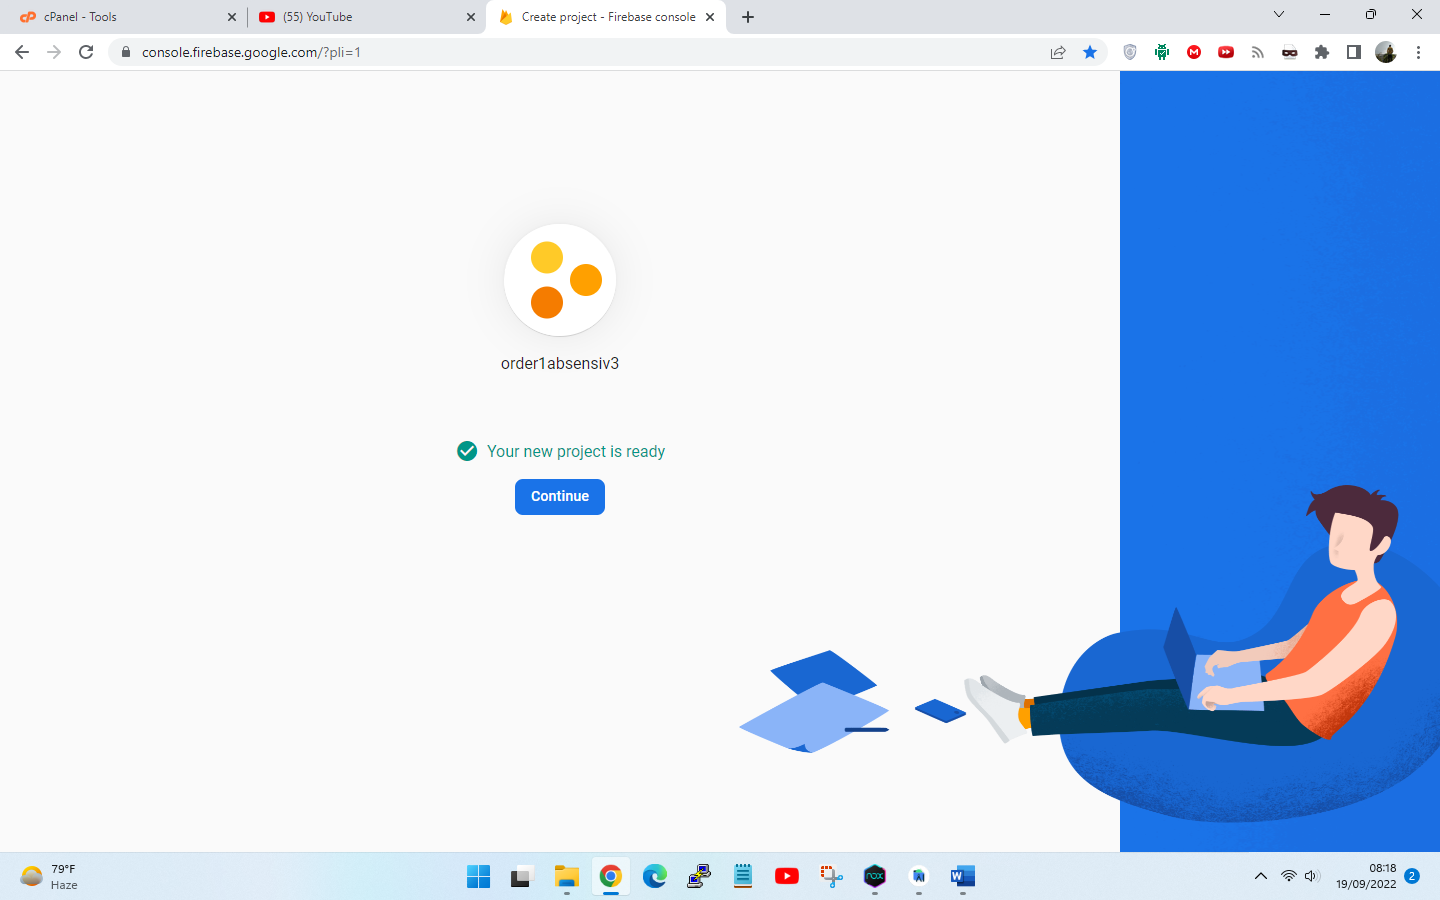 cPanel - Tools
(55) YouTube
Create project - Firebase console
console.firebase.google.com/?pli=1
order1absensiv3
Your new project is ready
Continue
79°F
Haze
08:18
19/09/2022
2